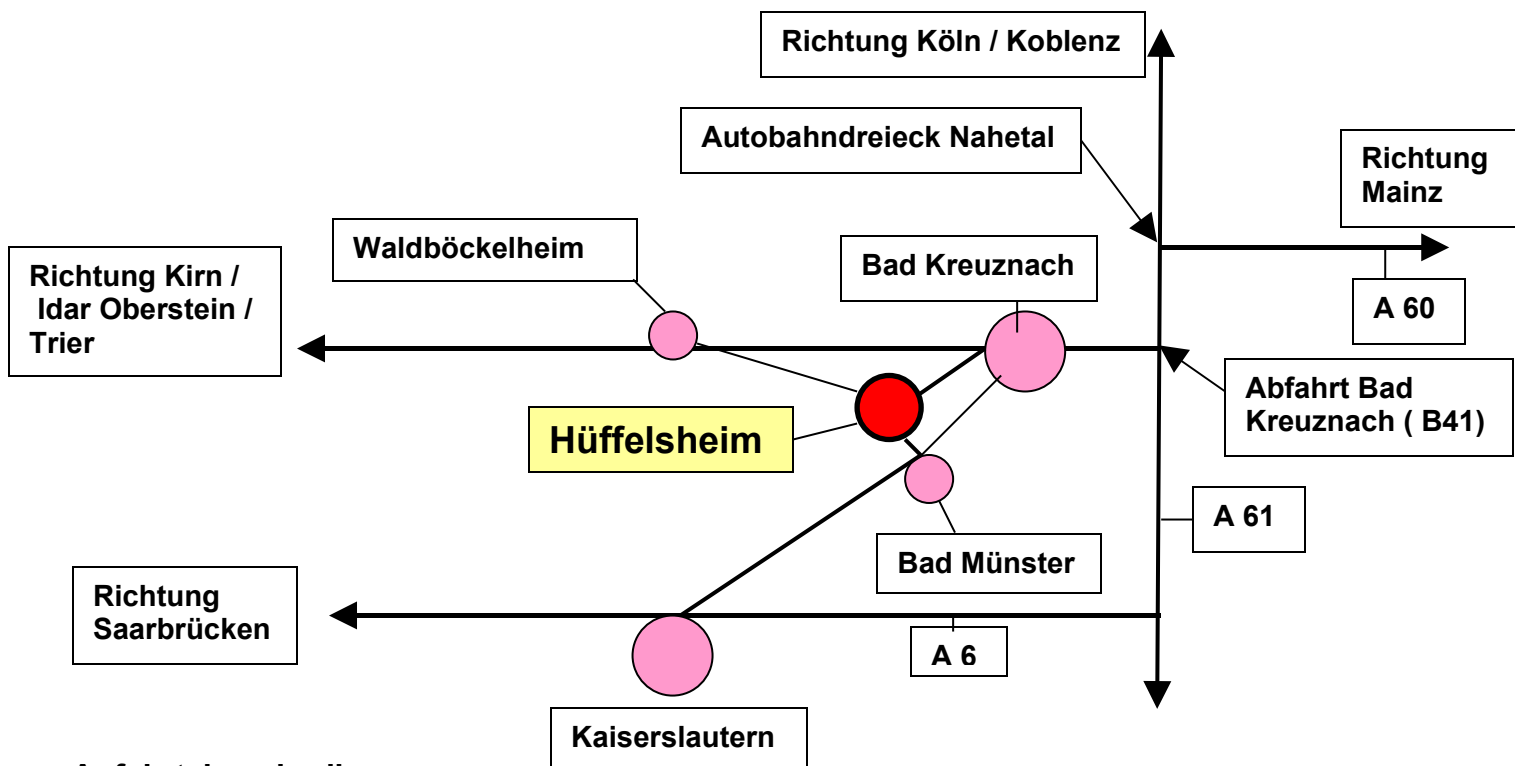 Richtung Köln / Koblenz
Autobahndreieck Nahetal
Richtung
Mainz
Waldböckelheim
Bad Kreuznach
Richtung Kirn /
Idar Oberstein /
Trier
A 60
Abfahrt Bad
Kreuznach ( B41)
Hüffelsheim
A 61
Bad Münster
Richtung
Saarbrücken
A 6
Kaiserslautern